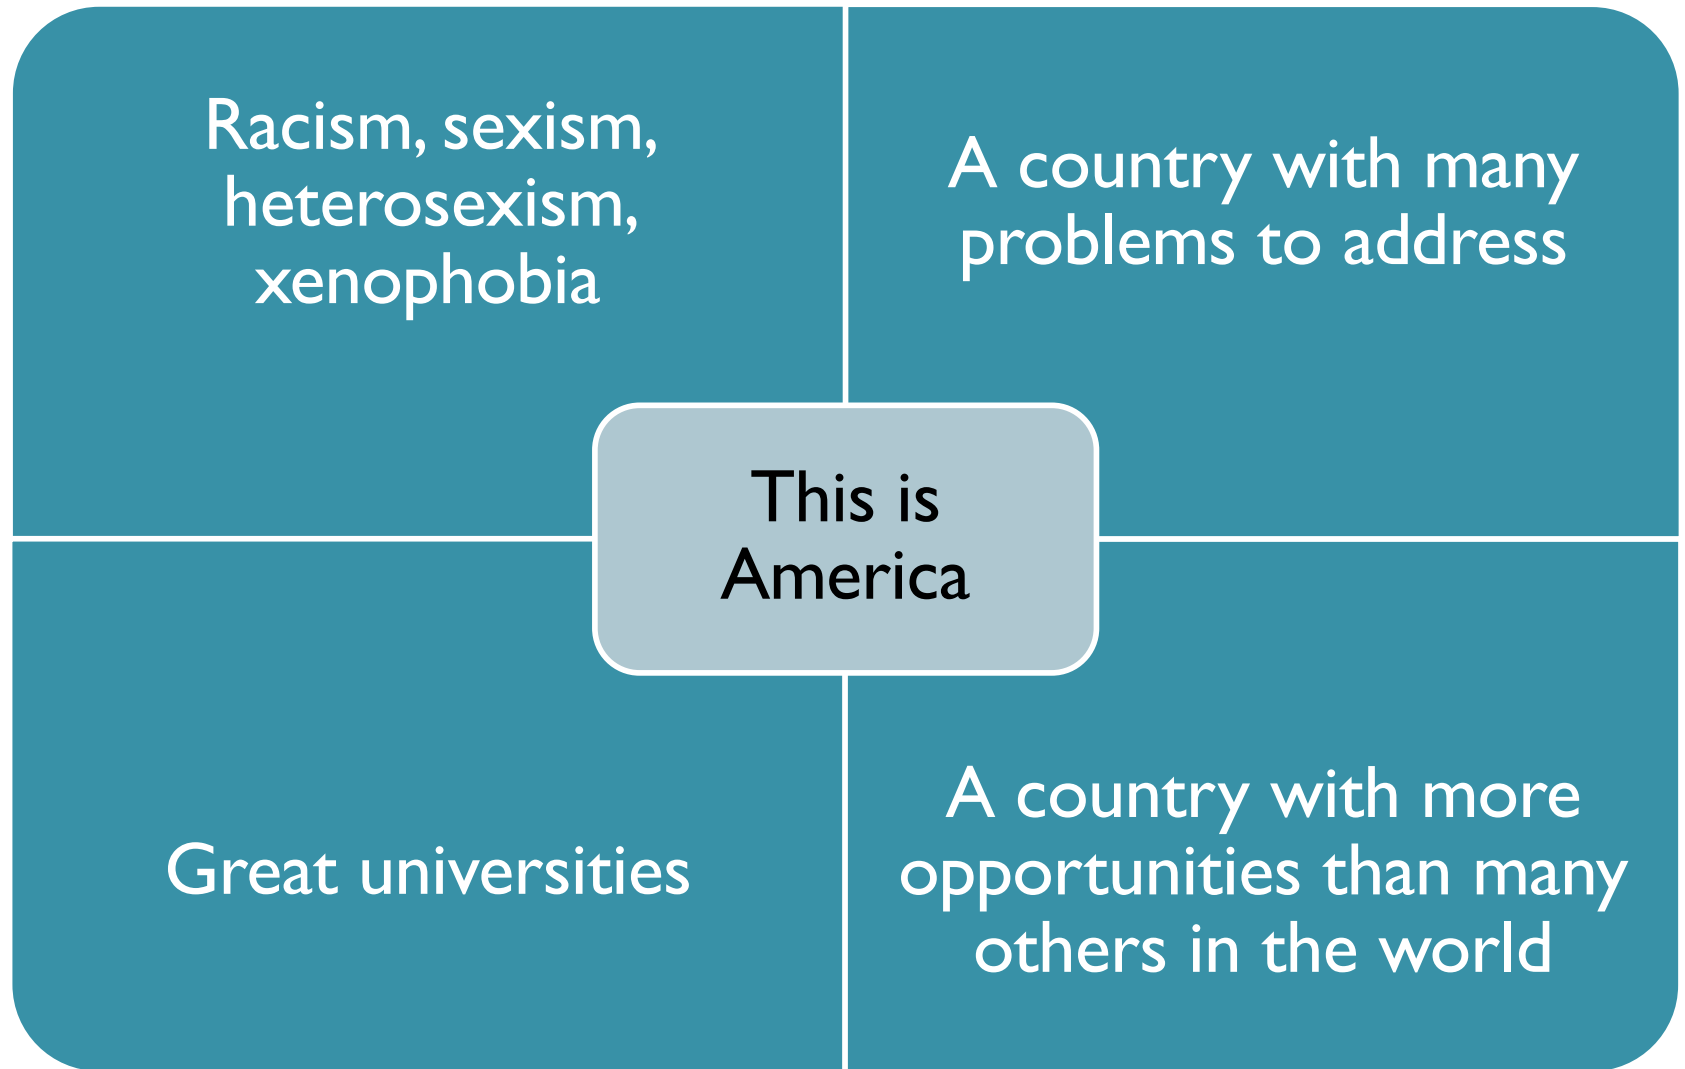 Racism, sexism,
heterosexism,
xenophobia
A country with many
problems to address
This is
America
Great universities
A country with more
opportunities than many
others in the world